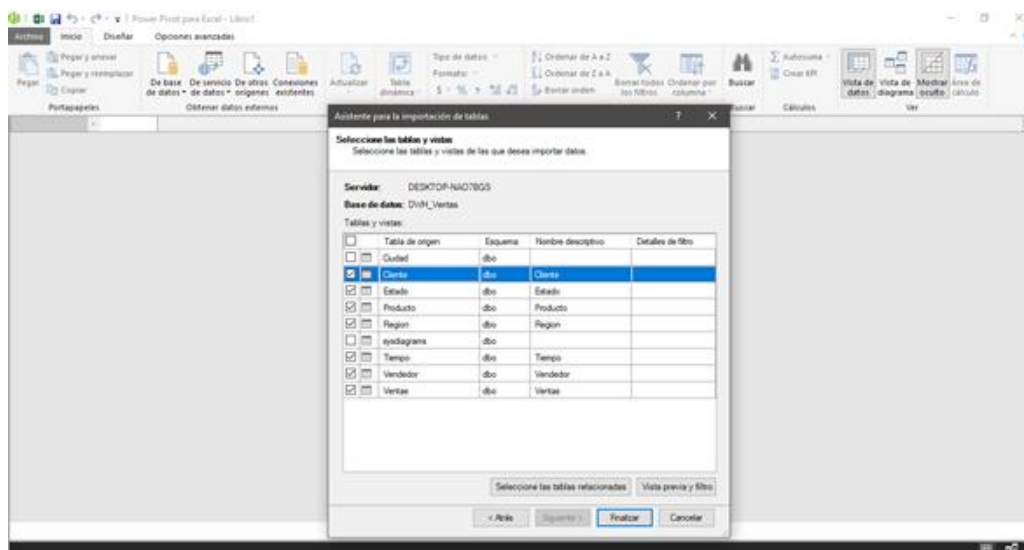 Power Pivot para Excel - Libro1
Archivo Inicio Diseñar Opciones avanzadas
Pegar
Pegar y anexar
Pegar y reemplazar
Copiar
Portapapeles
De base de datos
De servicio de datos
De otros orígenes
Conexiones existentes
Obtener datos externos
Actualizar
Tabla dinámica
Tipo de datos:
Formato:
$ % ,
Ordenar de A a Z
Ordenar de Z a A
Borrar orden
Borrar todos los filtros
Ordenar por columna
Buscar
Buscar
Autosuma
Crear KPI
Cálculos
Vista de datos
Vista de diagrama
Mostrar oculto
Área de cálculo
Ver
Asistente para la importación de tablas ? X
Seleccione las tablas y vistas
Seleccione las tablas y vistas de las que desea importar datos.
Servidor: DESKTOP-NAO7BGS
Base de datos: DWH_Ventas
Tablas y vistas:
Tabla de origen Esquema Nombre descriptivo Detalles de filtro
Ciudad dbo
Cliente dbo Cliente
Estado dbo Estado
Producto dbo Producto
Region dbo Region
sysdiagrams dbo
Tiempo dbo Tiempo
Vendedor dbo Vendedor
Ventas dbo Ventas
Seleccione las tablas relacionadas Vista previa y filtro
< Atrás Siguiente > Finalizar Cancelar